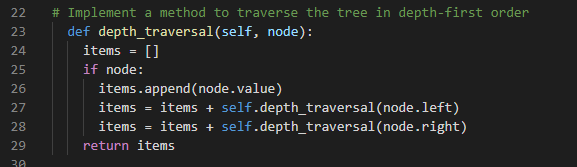 22 # Implement a method to traverse the tree in depth-first order
23 def depth_traversal(self, node):
24 items = []
25 if node:
26 items.append(node.value)
27 items = items + self.depth_traversal(node.left)
28 items = items + self.depth_traversal(node.right)
29 return items
30